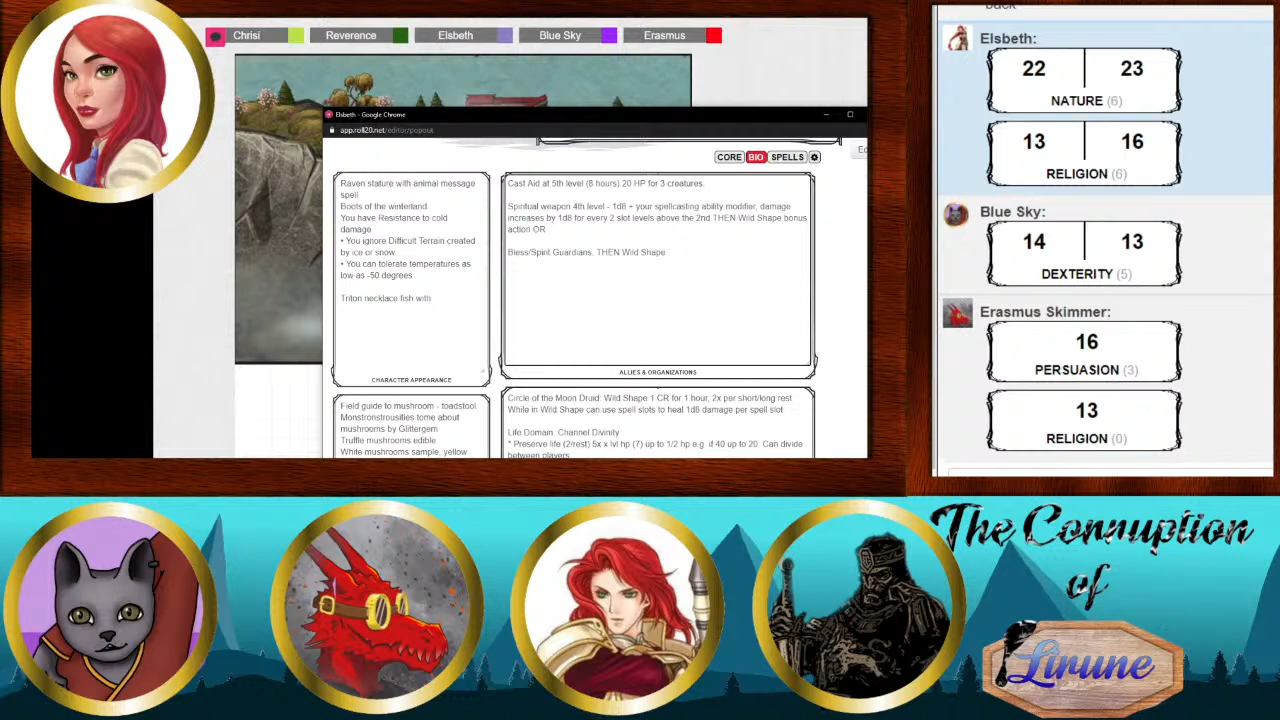 Chrisi
Reverence
Elsbeth
Blue Sky
Erasmus
Elsbeth - Google Chrome
app.roll20.net/editor/popout
CORE
BIO
SPELLS
Raven stature with animal message
spell
Boots of the winterland
You have Resistance to cold
damage
• You ignore Difficult Terrain created
by ice or snow
• You can tolerate temperatures as
low as -50 degrees
Triton necklace fish with
CHARACTER APPEARANCE
Cast Aid at 5th level (8 hours) 20 HP for 3 creatures.
Spiritual weapon 4th level - 1d8 + your spellcasting ability modifier, damage
increases by 1d8 for every 2 slot levels above the 2nd THEN Wild Shape bonus
action OR
Bless/Spirit Guardians, THEN Wild Shape
ALLIES & ORGANIZATIONS
Field guide to mushroom - toadstool
Monstronstrousities tome about
mushrooms by Glittergem
Truffle mushrooms edible
White mushrooms sample, yellow
Circle of the Moon Druid: Wild Shape 1 CR for 1 hour, 2x per short/long rest
While in Wild Shape can use spell slots to heal 1d8 damage per spell slot
Life Domain Channel Divinity
* Preserve life (2/rest) 5x x lvl hp (7) up to 1/2 hp e.g. if 40 up to 20. Can divide
between players
back
Elsbeth:
22 23
NATURE (6)
13 16
RELIGION (6)
Blue Sky:
14 13
DEXTERITY (5)
Erasmus Skimmer:
16
PERSUASION (3)
13
RELIGION (0)
The Corruption
of
Lirune